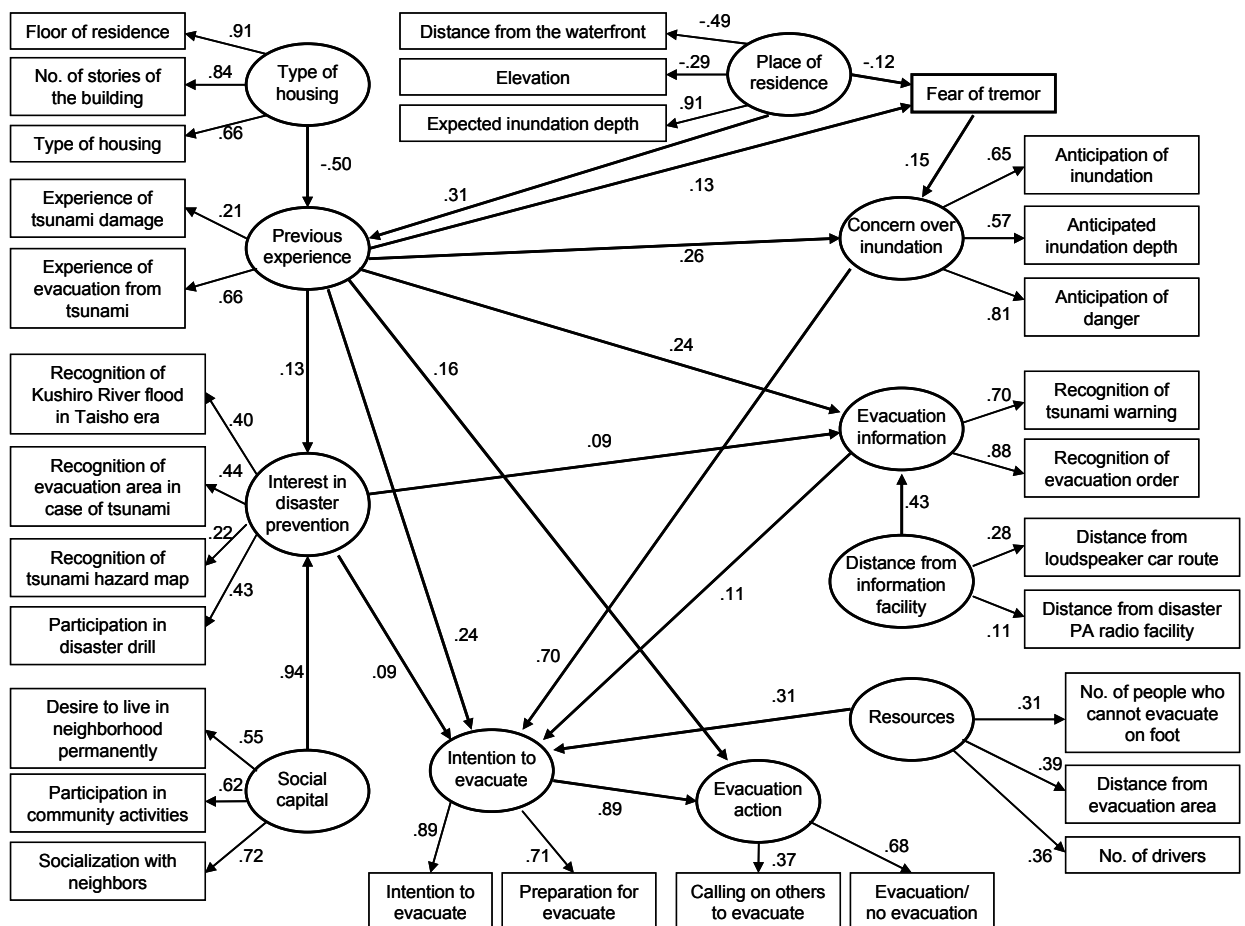 Floor of residence
.91
No. of stories of
the building
.84
Type of housing
.66
Type of
housing
-.50
Distance from the waterfront
-.49
Elevation
-.29
Expected inundation depth
.91
Place of
residence
-.12
Fear of tremor
.15
.31
.13
Experience of
tsunami damage
.21
Experience of
evacuation from
tsunami
.66
Previous
experience
.26
Concern over
inundation
.65
Anticipation of
inundation
.57
Anticipated
inundation depth
.81
Anticipation of
danger
.13
.16
.24
Recognition of
Kushiro River flood
in Taisho era
.40
Recognition of
evacuation area in
case of tsunami
.44
Recognition of
tsunami hazard map
.22
Participation in
disaster drill
.43
Interest in
disaster
prevention
.09
Evacuation
information
.70
Recognition of
tsunami warning
.88
Recognition of
evacuation order
.43
Distance from
information
facility
.28
Distance from
loudspeaker car route
.11
Distance from disaster
PA radio facility
.94
.09
.24
.70
.11
Desire to live in
neighborhood
permanently
.55
Participation in
community activities
.62
Socialization with
neighbors
.72
Social
capital
Intention to
evacuate
.89
Evacuation
action
.31
Resources
.31
No. of people who
cannot evacuate
on foot
.39
Distance from
evacuation area
.36
No. of drivers
.89
Intention to
evacuate
.71
Preparation for
evacuate
.37
Calling on others
to evacuate
.68
Evacuation/
no evacuation